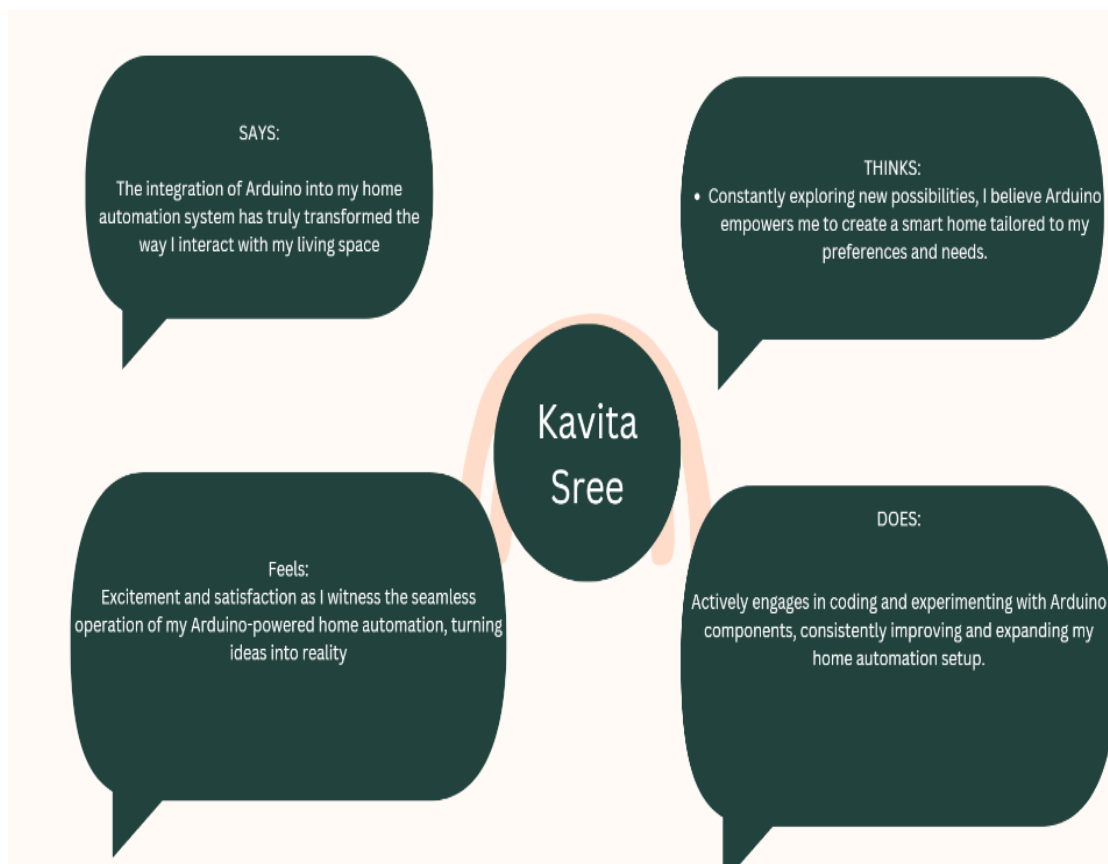 SAYS:
The integration of Arduino into my home
automation system has truly transformed the
way I interact with my living space
THINKS:
• Constantly exploring new possibilities, I believe Arduino
empowers me to create a smart home tailored to my
preferences and needs.
Kavita
Sree
Feels:
Excitement and satisfaction as I witness the seamless
operation of my Arduino-powered home automation, turning
ideas into reality
DOES:
Actively engages in coding and experimenting with Arduino
components, consistently improving and expanding my
home automation setup.